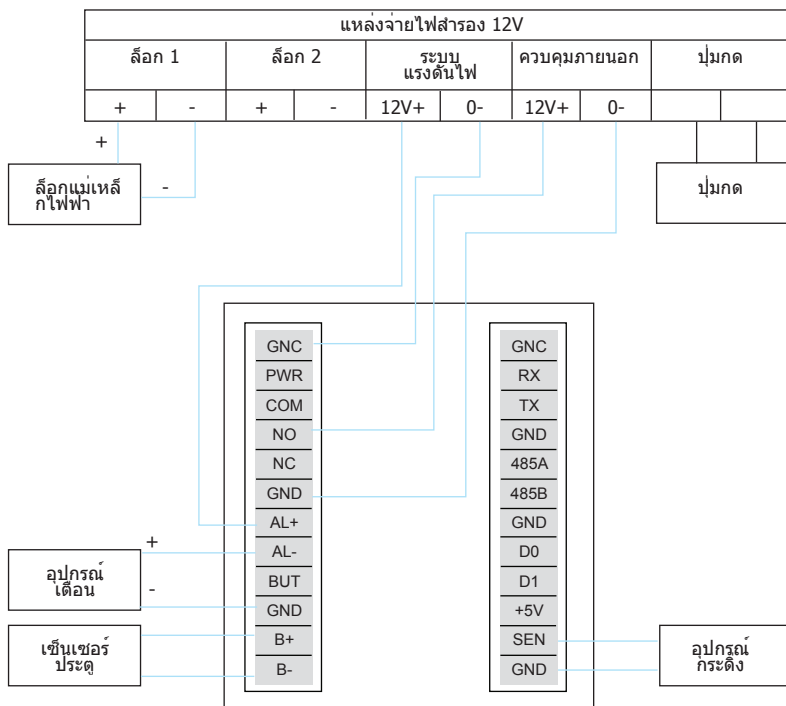 แหล่งจ่ายไฟสำรอง 12V
ล็อก 1 ล็อก 2 ระบบ แรงดันไฟ ควบคุมภายนอก ปุ่มกด
+ - + - 12V+ 0- 12V+ 0-
+
ล็อกแม่เหล็
กไฟฟ้า
-
ปุ่มกด
GNC
PWR
COM
NO
NC
GND
AL+
AL-
BUT
GND
B+
B-
GNC
RX
TX
GND
485A
485B
GND
D0
D1
+5V
SEN
GND
+
อุปกรณ์
เตือน
-
เซ็นเซอร์
ประตู
อุปกรณ์
กระดิ่ง